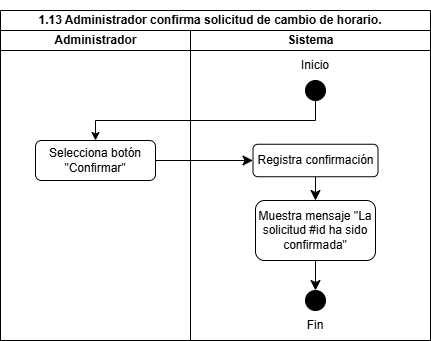 1.13 Administrador confirma solicitud de cambio de horario.
Administrador
Sistema
Inicio
Selecciona botón
"Confirmar"
Registra confirmación
Muestra mensaje "La
solicitud #id ha sido
confirmada"
Fin